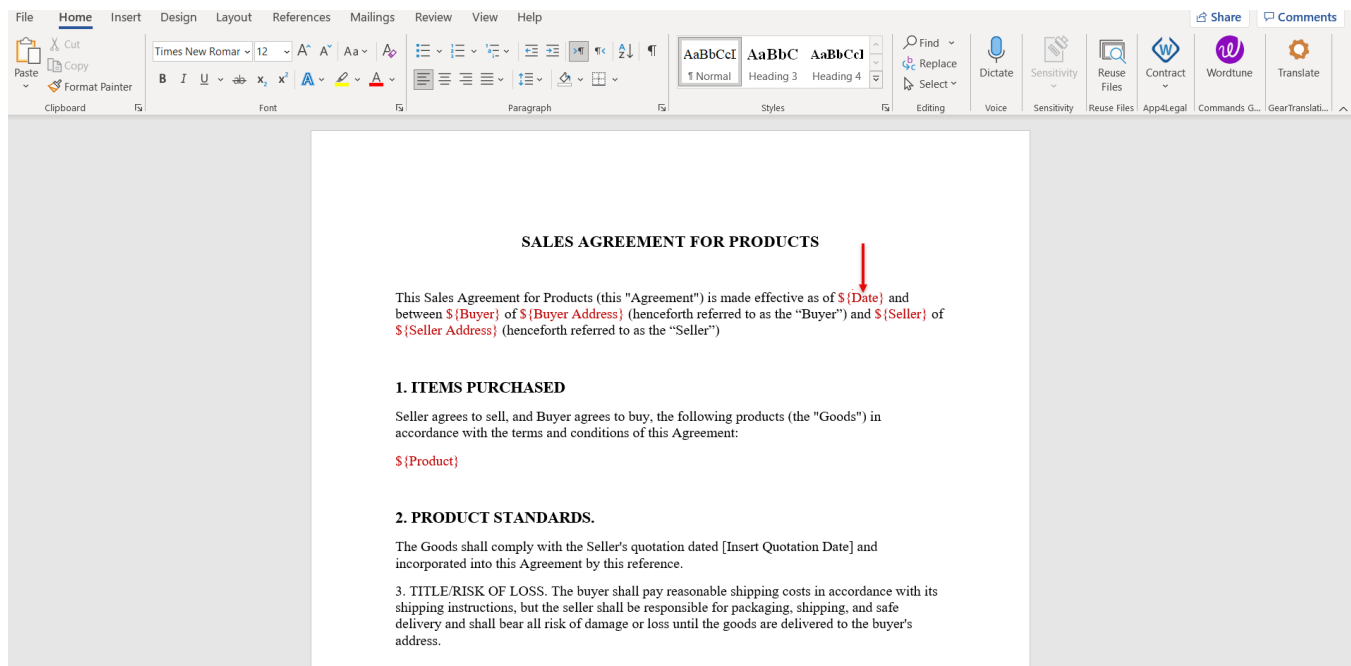 File Home Insert Design Layout References Mailings Review View Help Share Comments
Cut
Copy
Format Painter
Paste
Clipboard
Times New Romar 12
Aa
B I U ab x₂ x² A A
Font
Paragraph
AaBbCcI AaBbC AaBbCcI
¶ Normal Heading 3 Heading 4
Styles
Find
Replace
Select
Editing
Dictate
Voice
Sensitivity
Sensitivity
Reuse
Files
Reuse Files
Contract
App4Legal
Wordtune
Commands G...
Translate
GearTranslati...
SALES AGREEMENT FOR PRODUCTS
This Sales Agreement for Products (this "Agreement") is made effective as of ${Date} and
between ${Buyer} of ${Buyer Address} (henceforth referred to as the “Buyer”) and ${Seller} of
${Seller Address} (henceforth referred to as the “Seller”)
1. ITEMS PURCHASED
Seller agrees to sell, and Buyer agrees to buy, the following products (the "Goods") in
accordance with the terms and conditions of this Agreement:
${Product}
2. PRODUCT STANDARDS.
The Goods shall comply with the Seller's quotation dated [Insert Quotation Date] and
incorporated into this Agreement by this reference.
3. TITLE/RISK OF LOSS. The buyer shall pay reasonable shipping costs in accordance with its
shipping instructions, but the seller shall be responsible for packaging, shipping, and safe
delivery and shall bear all risk of damage or loss until the goods are delivered to the buyer's
address.